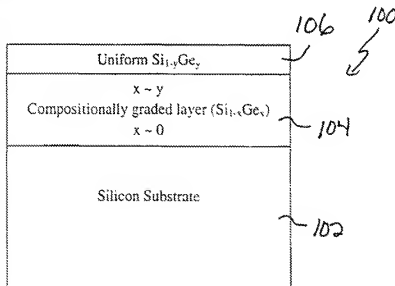 100
106
Uniform Si₁₋yGey
x ~ y
Compositionally graded layer (Si₁₋ₓGeₓ)
104
x ~ 0
Silicon Substrate
102